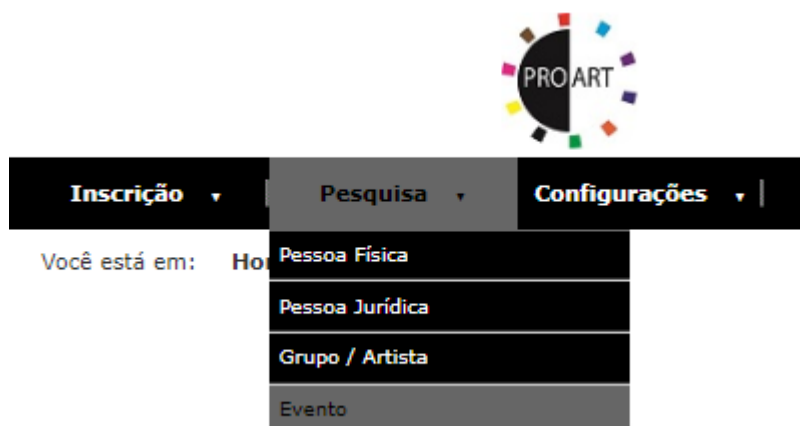 PRO ART
Inscrição ▾ | Pesquisa ▾ Configurações ▾ |
Você está em:
Pessoa Física
Pessoa Jurídica
Grupo / Artista
Evento